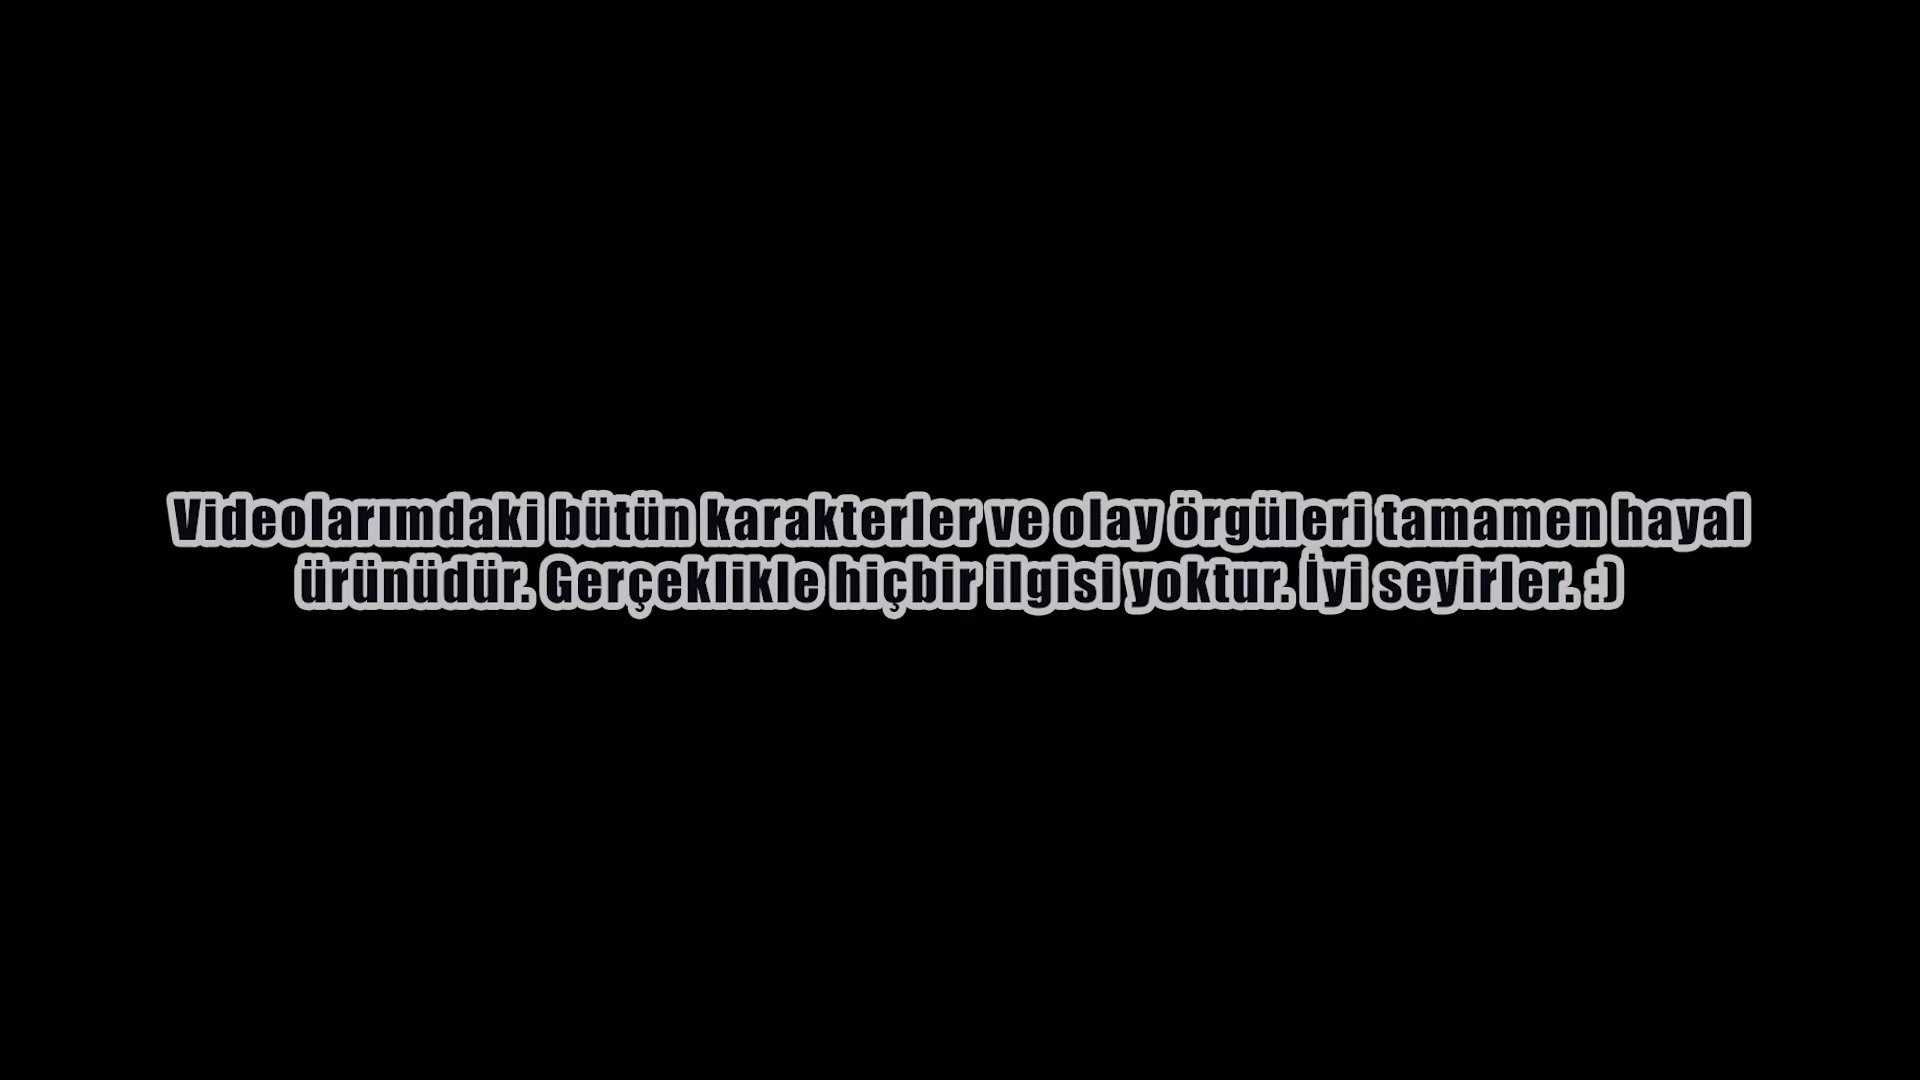 Videolarımdaki bütün karakterler ve olay örgüleri tamamen hayal
ürünüdür. Gerçeklikle hiçbir ilgisi yoktur. İyi seyirler. :)